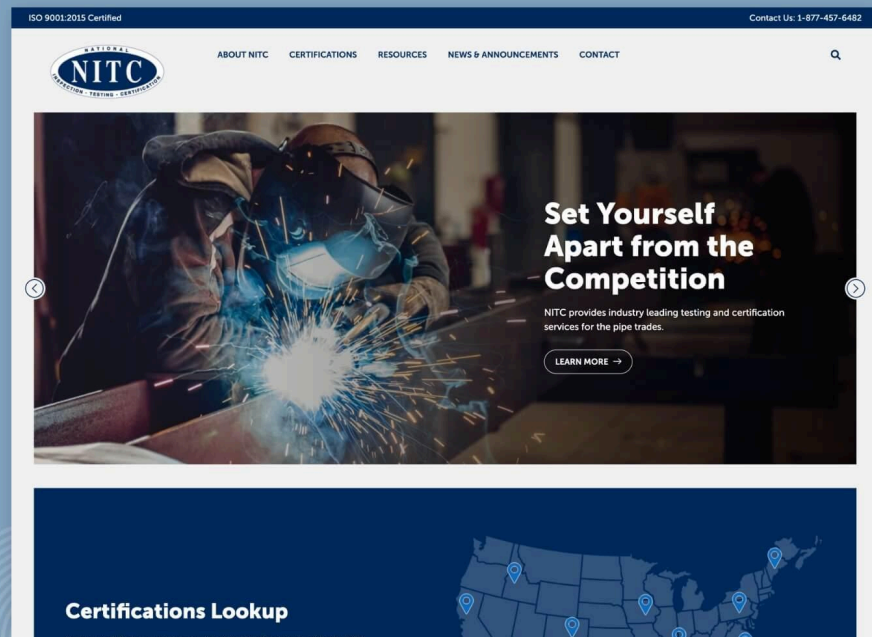 ISO 9001:2015 Certified
Contact Us: 1-877-457-6482
NATIONAL
NITC
INSPECTION - TESTING - CERTIFICATION
ABOUT NITC
CERTIFICATIONS
RESOURCES
NEWS & ANNOUNCEMENTS
CONTACT
Set Yourself
Apart from the
Competition
NITC provides industry leading testing and certification
services for the pipe trades.
LEARN MORE →
Certifications Lookup